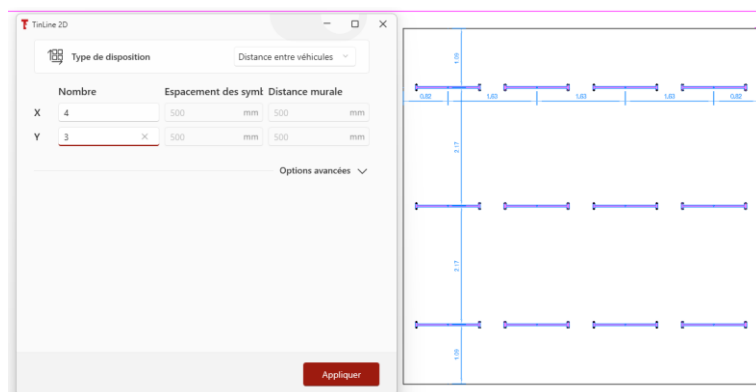 TinLine 2D
Type de disposition
Distance entre véhicules
Nombre Espacement des symb Distance murale
X 4 500 mm 500 mm
Y 3 500 mm 500 mm
Options avancées
Appliquer
1.09
0.82 1.63 1.63 1.63 0.82
2.17
2.17
1.09